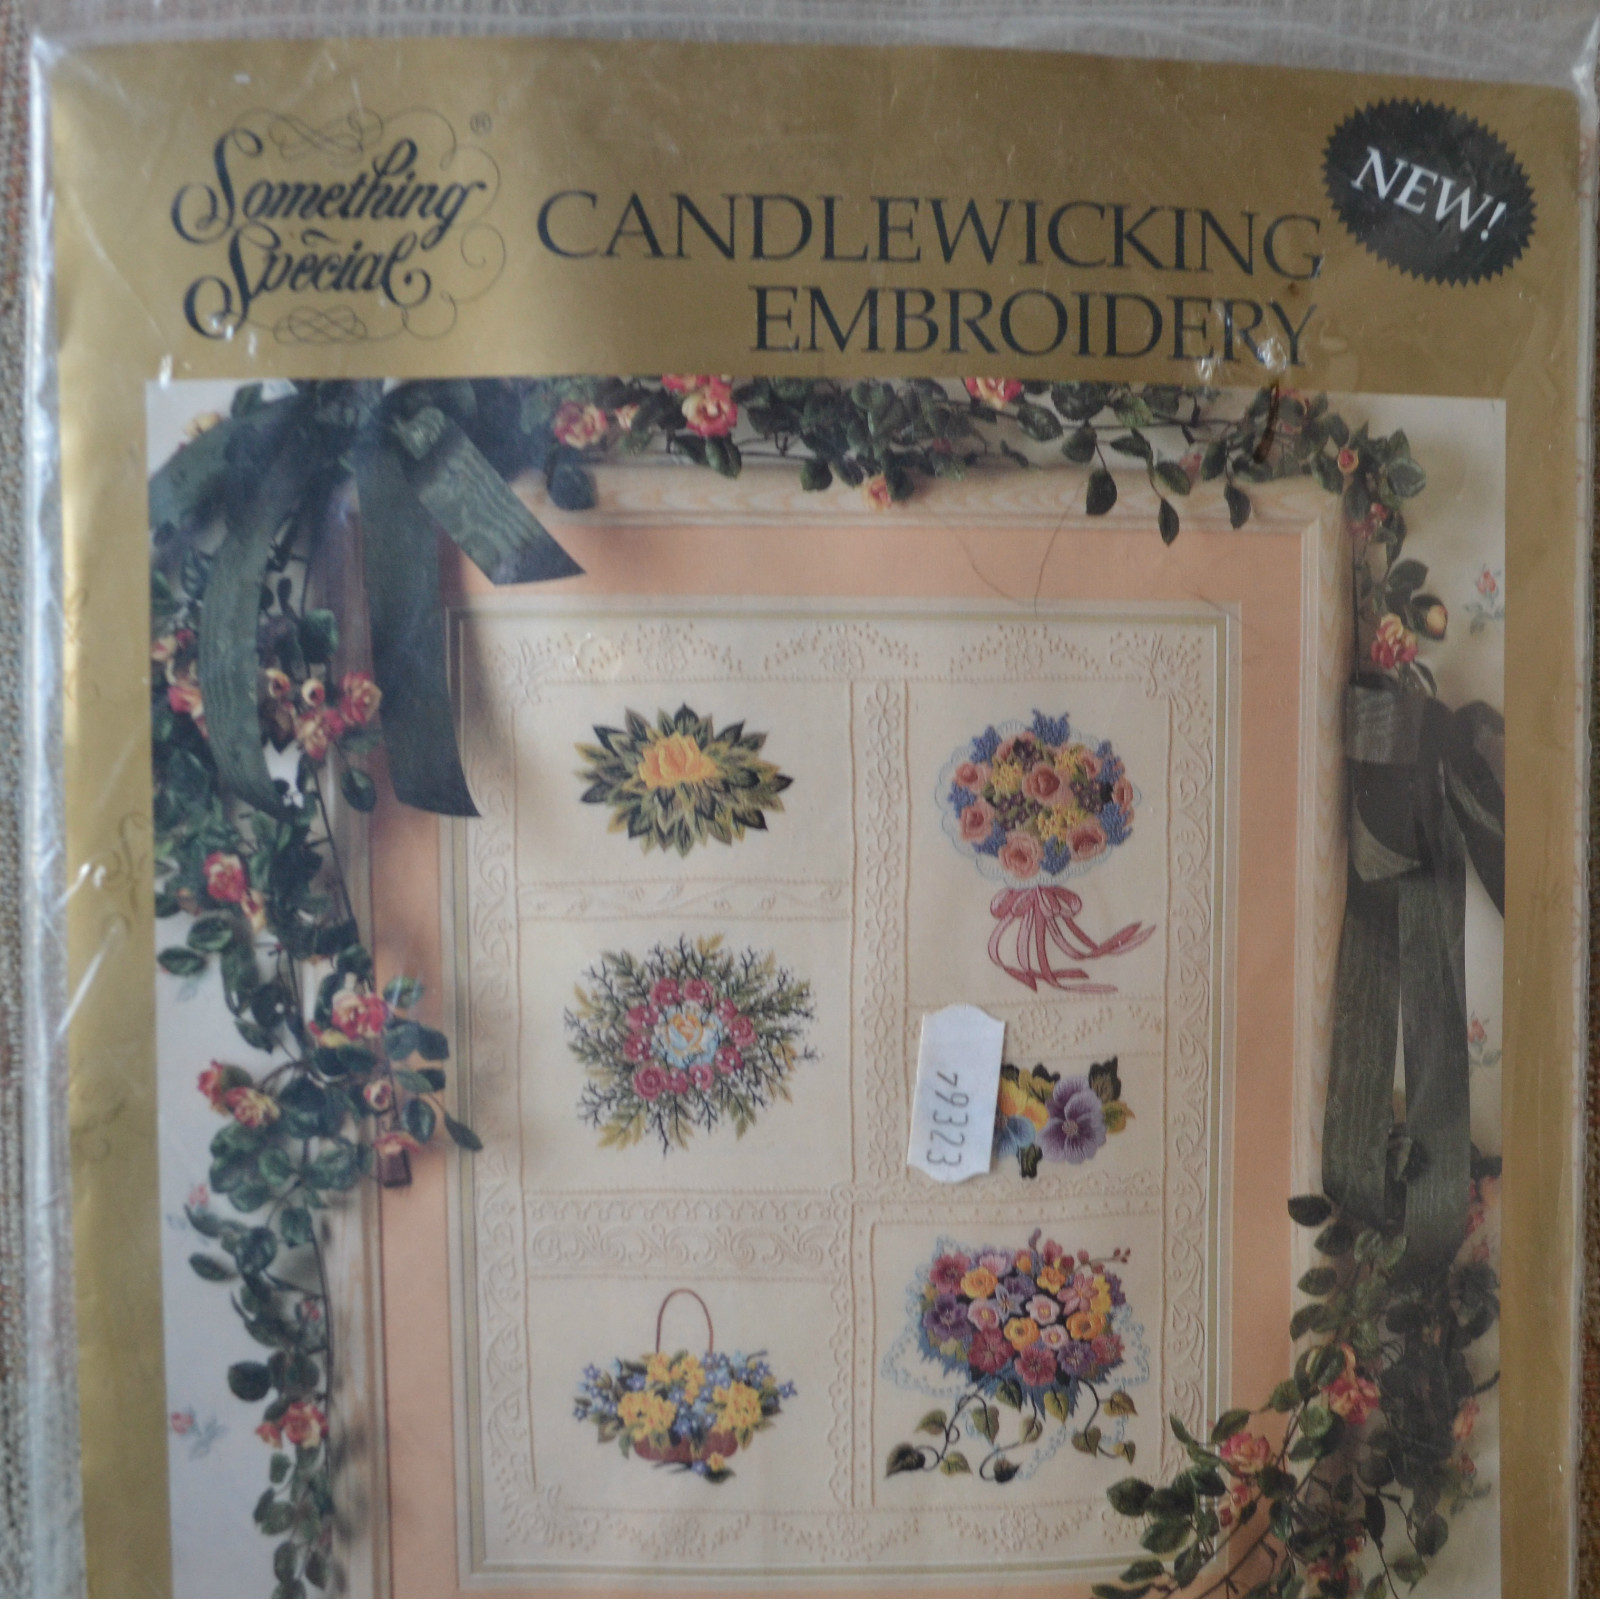 Something
Special
®
CANDLEWICKING
EMBROIDERY
NEW!
79323